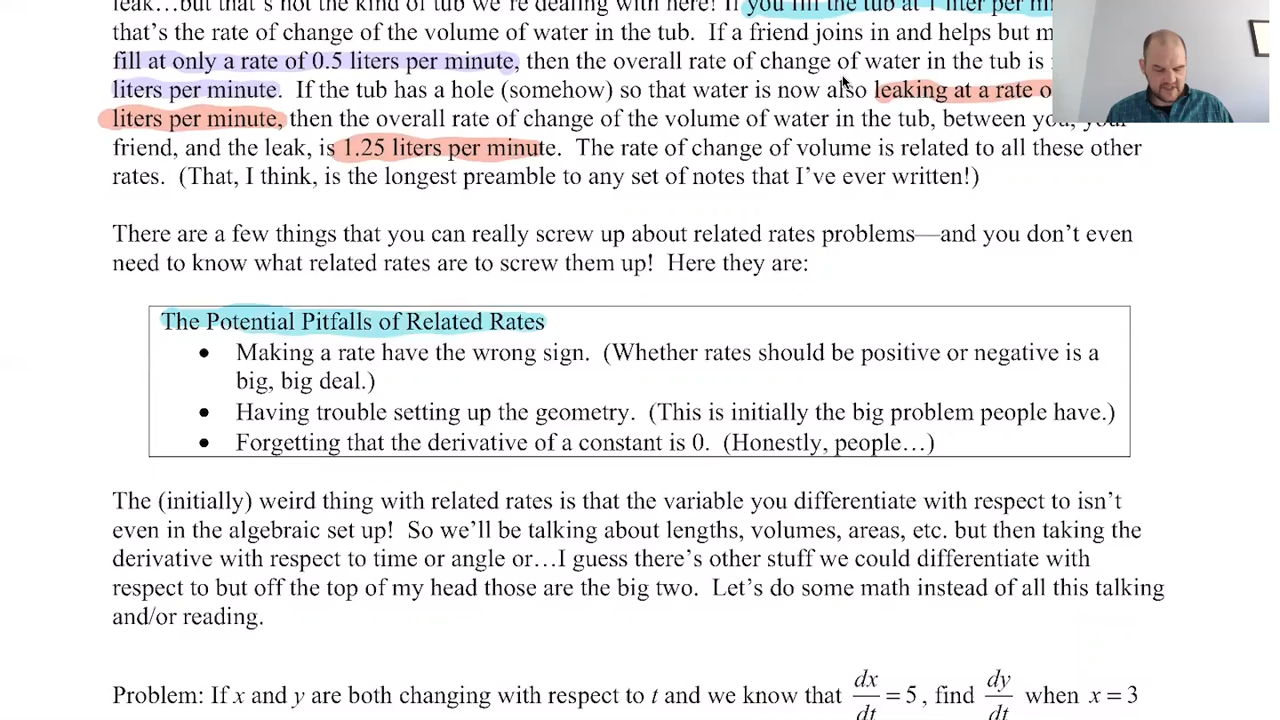 leak…but that's not the kind of tub we're dealing with here! If you fill the tub at 1 liter per
that's the rate of change of the volume of water in the tub. If a friend joins in and helps but
fill at only a rate of 0.5 liters per minute, then the overall rate of change of water in the tub is
liters per minute. If the tub has a hole (somehow) so that water is now also leaking at a rate
liters per minute, then the overall rate of change of the volume of water in the tub, between you, your
friend, and the leak, is 1.25 liters per minute. The rate of change of volume is related to all these other
rates. (That, I think, is the longest preamble to any set of notes that I've ever written!)
There are a few things that you can really screw up about related rates problems—and you don't even
need to know what related rates are to screw them up! Here they are:
The Potential Pitfalls of Related Rates
• Making a rate have the wrong sign. (Whether rates should be positive or negative is a
big, big deal.)
• Having trouble setting up the geometry. (This is initially the big problem people have.)
• Forgetting that the derivative of a constant is 0. (Honestly, people…)
The (initially) weird thing with related rates is that the variable you differentiate with respect to isn't
even in the algebraic set up! So we'll be talking about lengths, volumes, areas, etc. but then taking the
derivative with respect to time or angle or…I guess there's other stuff we could differentiate with
respect to but off the top of my head those are the big two. Let's do some math instead of all this talking
and/or reading.
Problem: If x and y are both changing with respect to t and we know that dx/dt = 5, find dy/dt when x = 3